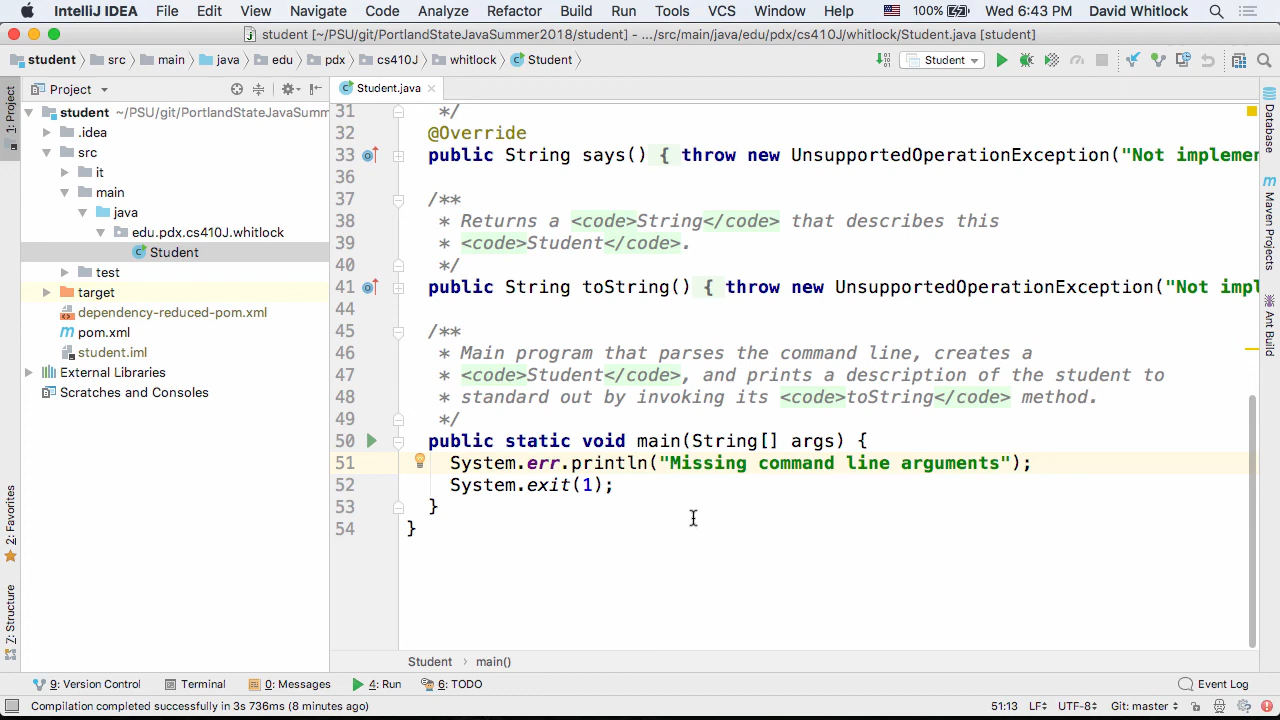 IntelliJ IDEA File Edit View Navigate Code Analyze Refactor Build Run Tools VCS Window Help 100% Wed 6:43 PM David Whitlock
student [~/PSU/git/PortlandStateJavaSummer2018/student] - .../src/main/java/edu/pdx/cs410J/whitlock/Student.java [student]
student src main java edu pdx cs410J whitlock Student Student
1: Project
Project
Student.java
student ~/PSU/git/PortlandStateJavaSumm
.idea
src
it
main
java
edu.pdx.cs410J.whitlock
Student
test
target
dependency-reduced-pom.xml
pom.xml
student.iml
External Libraries
Scratches and Consoles
2: Favorites
7: Structure
31 */
32 @Override
33 public String says() { throw new UnsupportedOperationException("Not implemen
36
37 /**
38 * Returns a <code>String</code> that describes this
39 * <code>Student</code>.
40 */
41 public String toString() { throw new UnsupportedOperationException("Not impl
44
45 /**
46 * Main program that parses the command line, creates a
47 * <code>Student</code>, and prints a description of the student to
48 * standard out by invoking its <code>toString</code> method.
49 */
50 public static void main(String[] args) {
51 System.err.println("Missing command line arguments");
52 System.exit(1);
53 }
54 }
Database
Maven Projects
Ant Build
Student main()
9: Version Control Terminal 0: Messages 4: Run 6: TODO Event Log
Compilation completed successfully in 3s 736ms (8 minutes ago) 51:13 LF UTF-8 Git: master